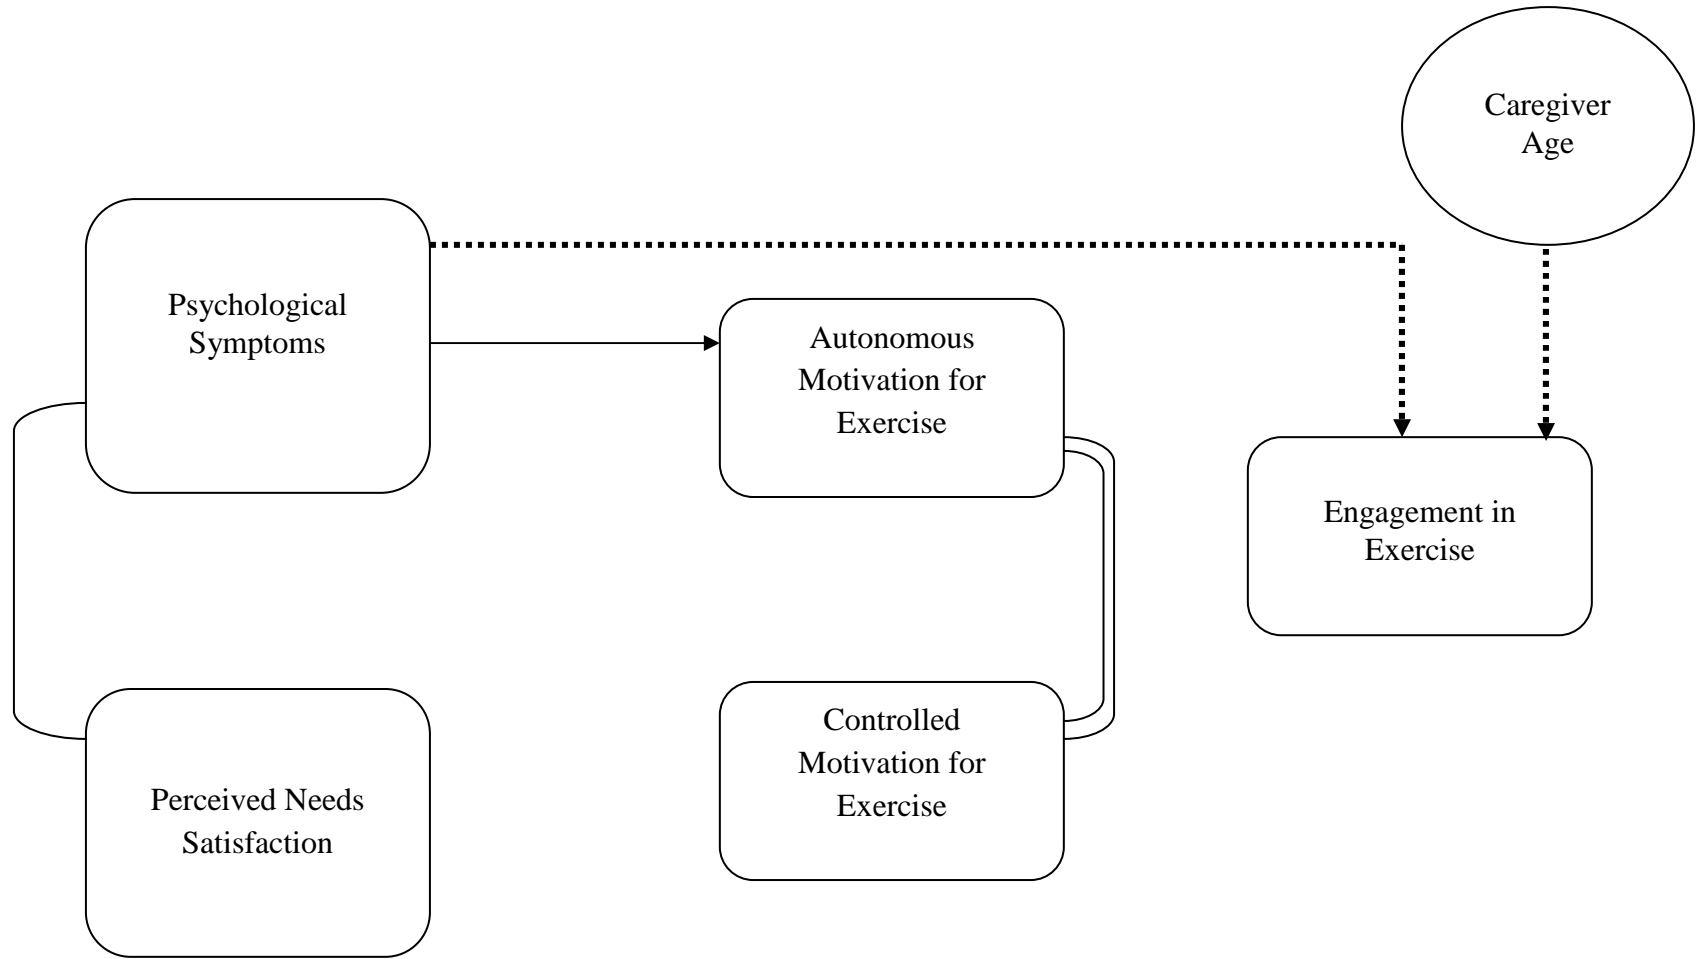 Caregiver
Age
Psychological
Symptoms
Autonomous
Motivation for
Exercise
Engagement in
Exercise
Controlled
Motivation for
Exercise
Perceived Needs
Satisfaction